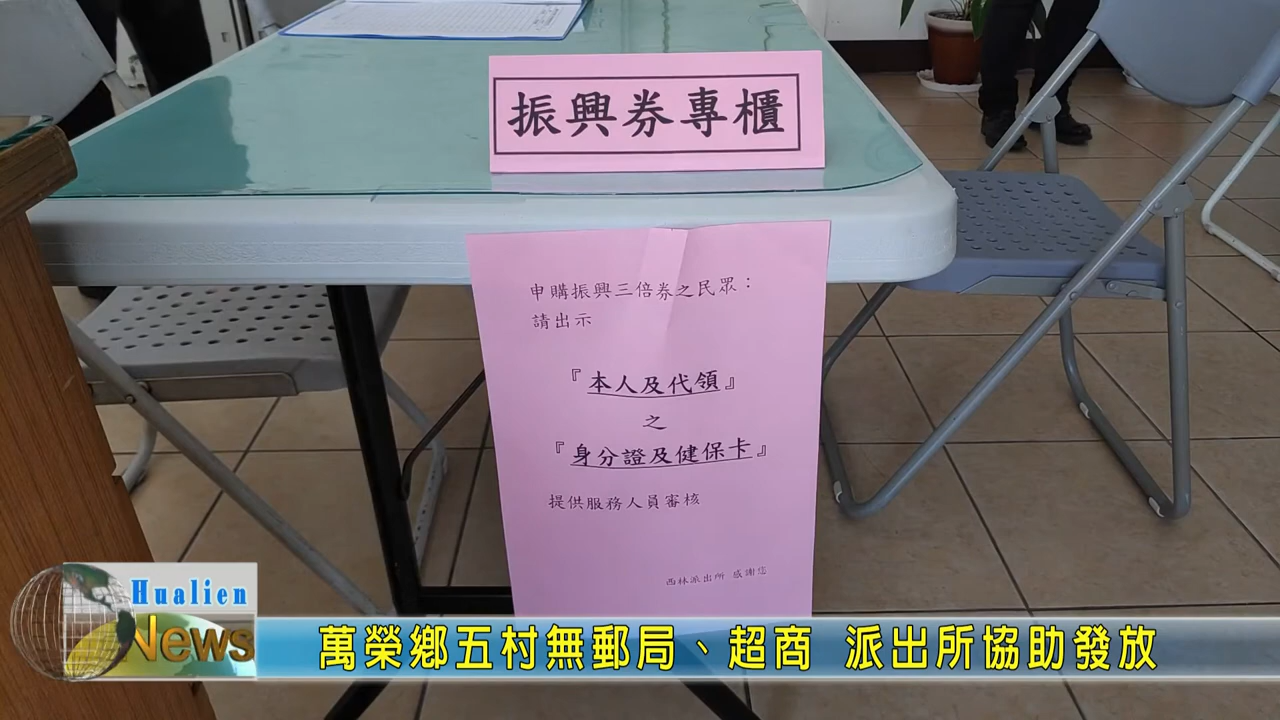 振興券專櫃
申購振興三倍券之民眾：
請出示
『本人及代領』
之
『身分證及健保卡』
提供服務人員審核
西林派出所 感謝您
Hualien
News
萬榮鄉五村無郵局、超商 派出所協助發放